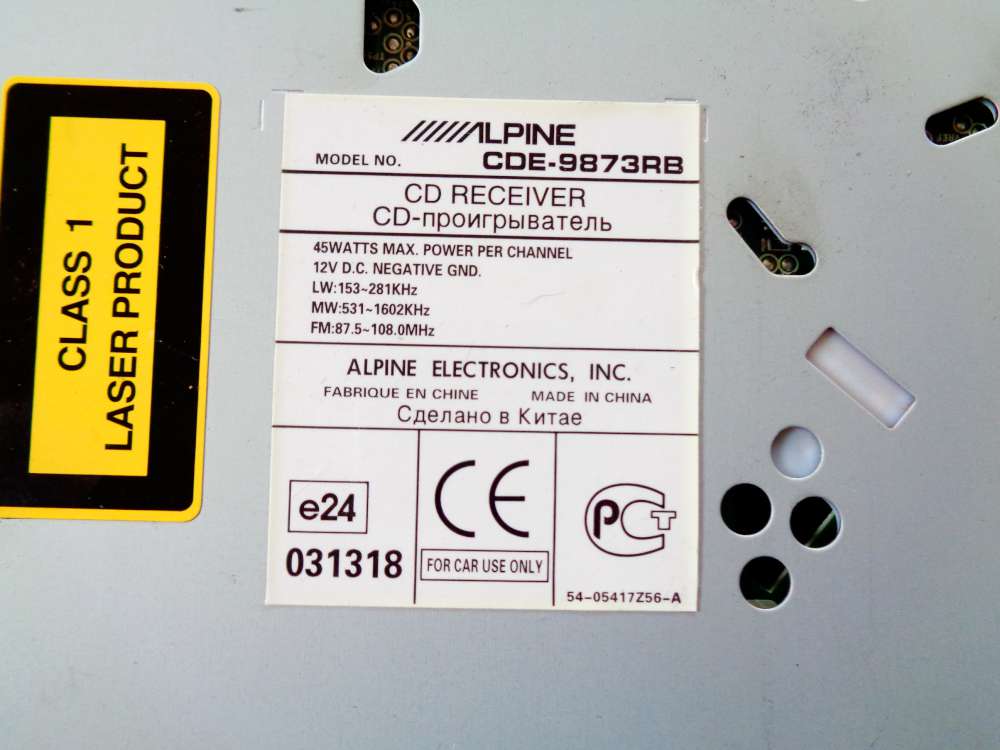 CLASS 1
LASER PRODUCT
ALPINE
MODEL NO. CDE-9873RB
CD RECEIVER
CD-проигрыватель
45WATTS MAX. POWER PER CHANNEL
12V D.C. NEGATIVE GND.
LW:153~281KHz
MW:531~1602KHz
FM:87.5~108.0MHz
ALPINE ELECTRONICS, INC.
FABRIQUE EN CHINE MADE IN CHINA
Сделано в Китае
e24
031318
CE
FOR CAR USE ONLY
РСТ
54-05417Z56-A